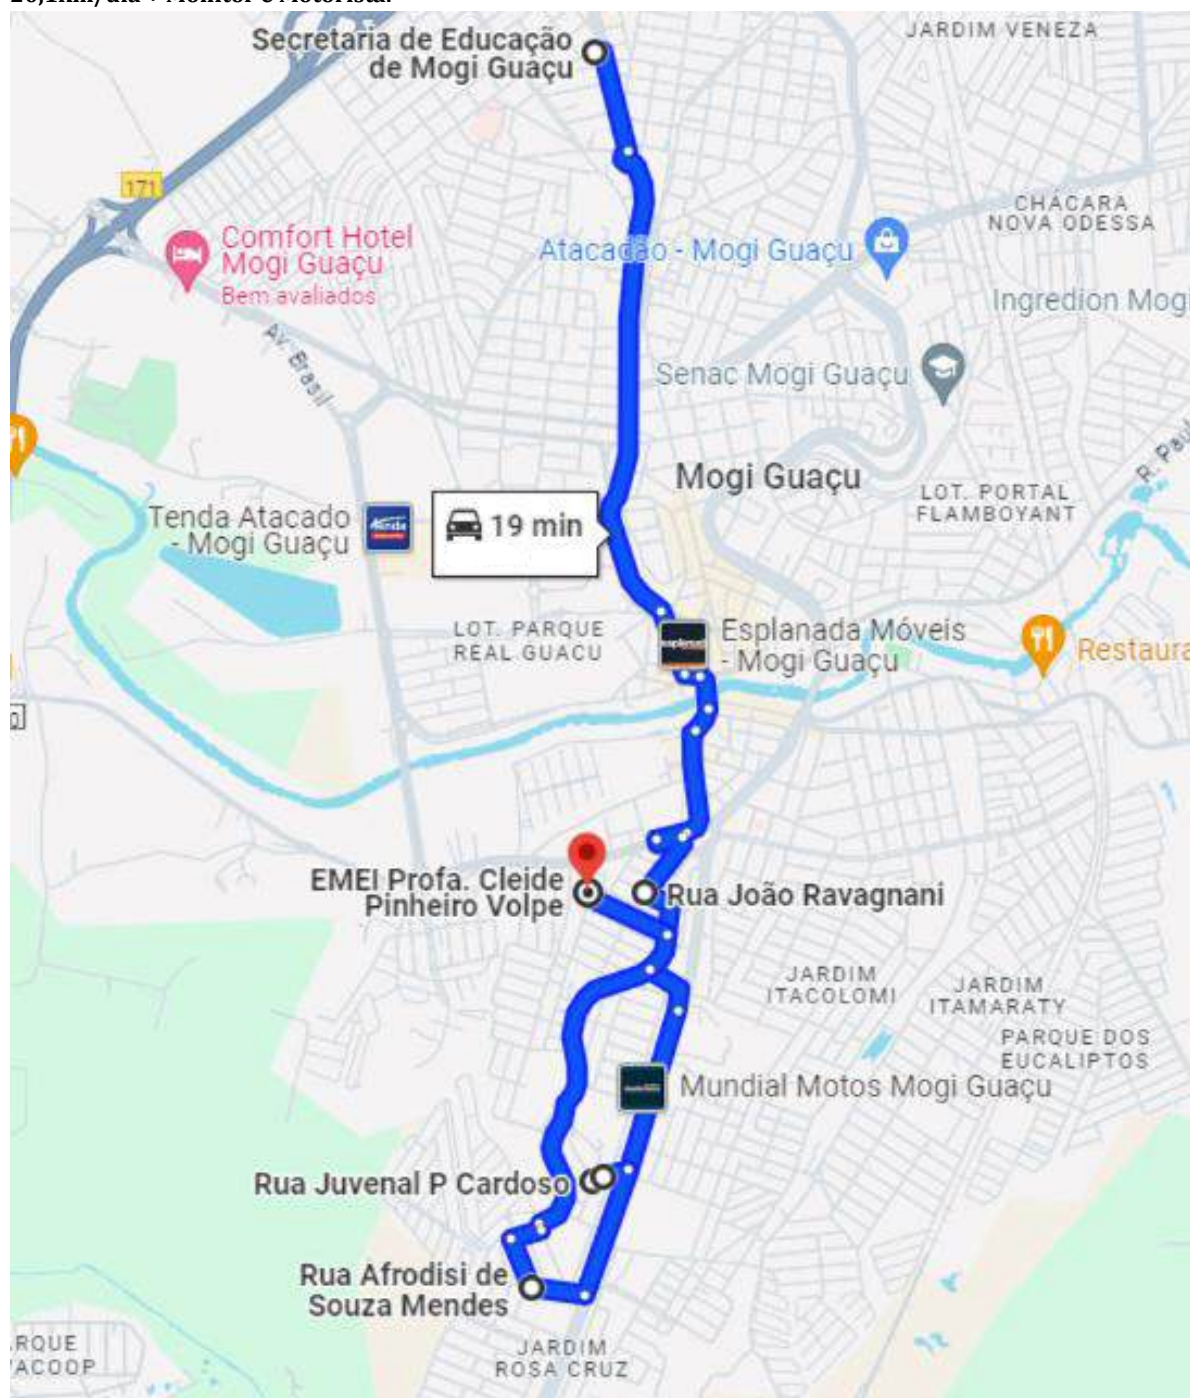 Secretaria de Educação
de Mogi Guaçu
JARDIM VENEZA
171
CHÁCARA
NOVA ODESSA
Comfort Hotel
Mogi Guaçu
Bem avaliados
Atacadão - Mogi Guaçu
Ingredion Mogi
Av. Brasil
Senac Mogi Guaçu
R. Paul
Mogi Guaçu
LOT. PORTAL
FLAMBOYANT
Tenda Atacado
- Mogi Guaçu
19 min
LOT. PARQUE
REAL GUACU
Esplanada Móveis
- Mogi Guaçu
Restaura
EMEI Profa. Cleide
Pinheiro Volpe
Rua João Ravagnani
JARDIM
ITACOLOMI
JARDIM
ITAMARATY
PARQUE DOS
EUCALIPTOS
Mundial Motos Mogi Guaçu
Rua Juvenal P Cardoso
Rua Afrodisi de
Souza Mendes
RQUE
ACOOP
JARDIM
ROSA CRUZ